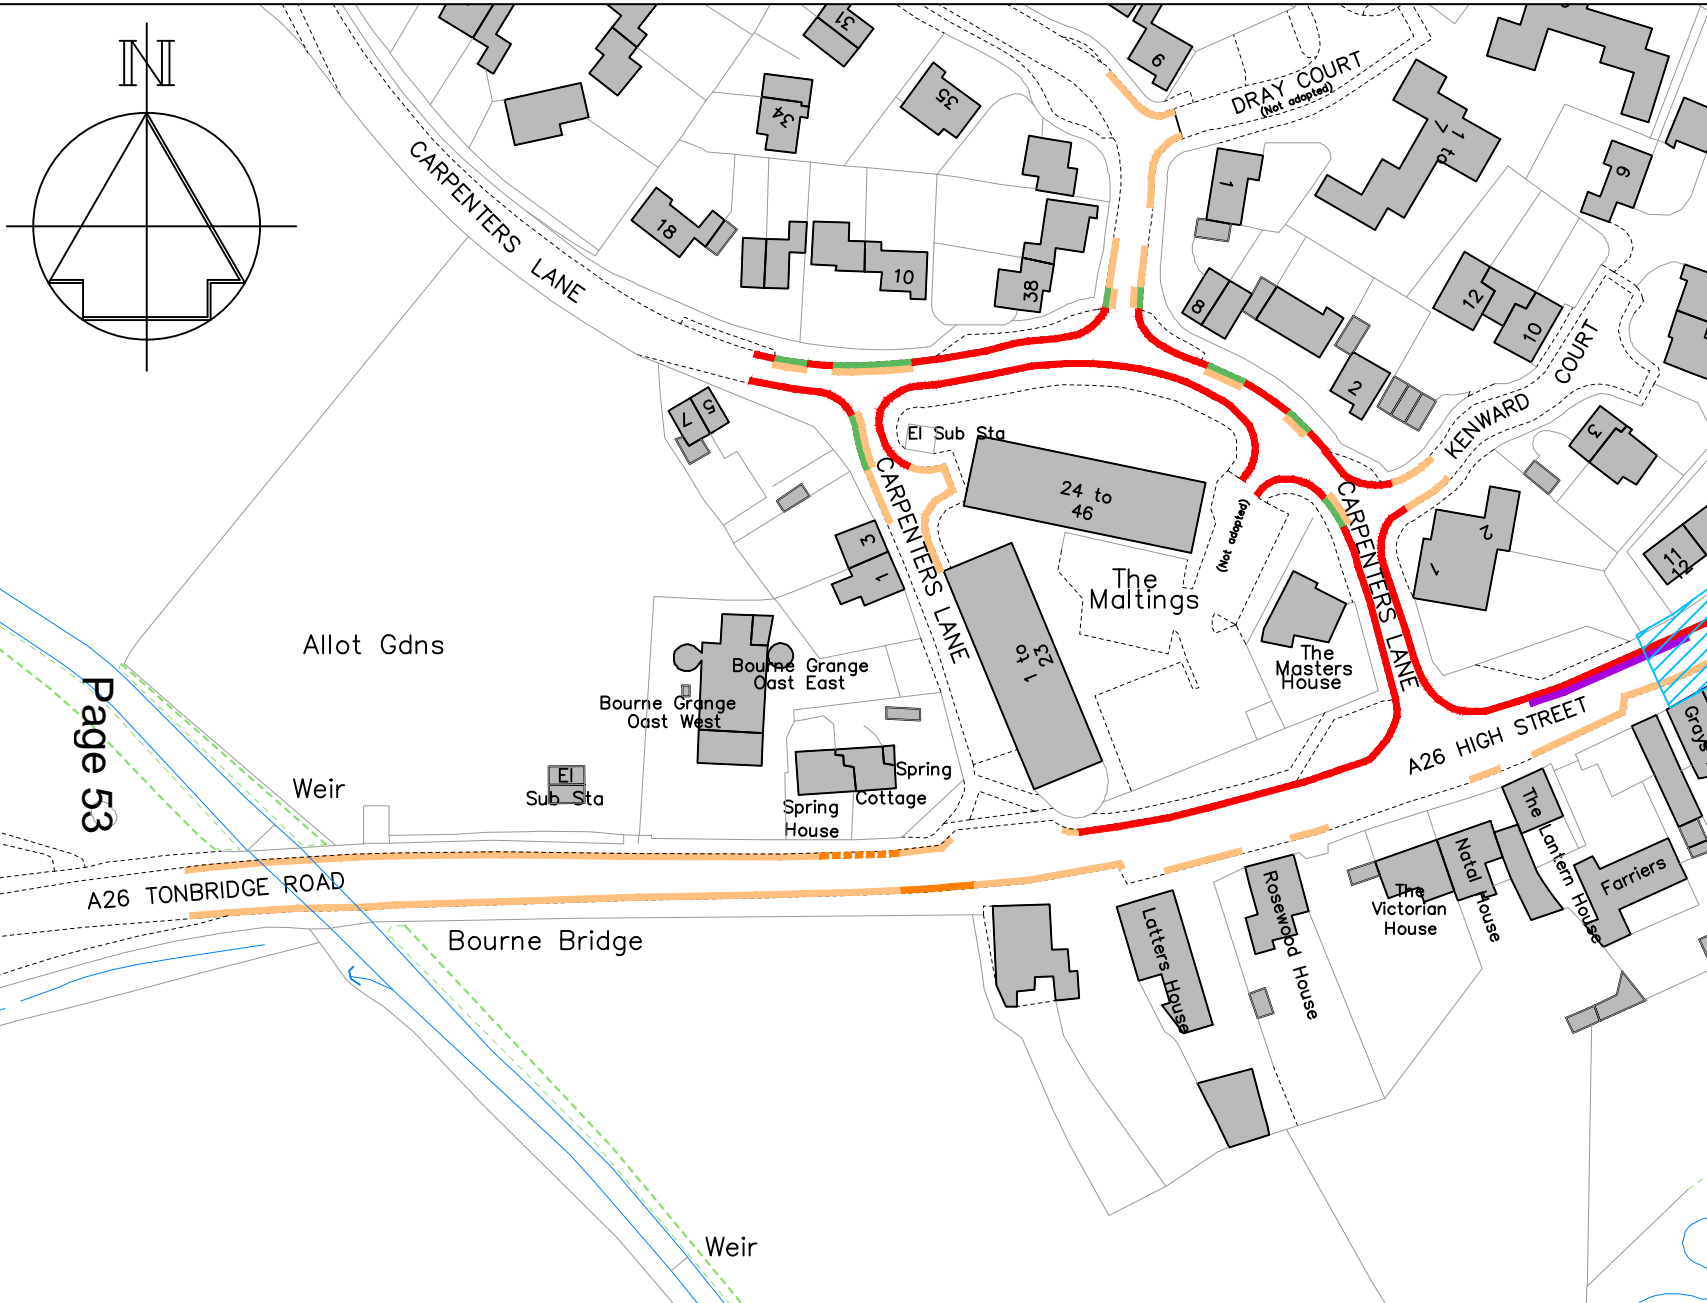 N
31
9
DRAY COURT
(Not adopted)
34
35
1 to
7
CARPENTERS LANE
1
6
18
10
38
8
12
10
COURT
KENWARD
2
5
7
El Sub Sta
3
24 to
46
(Not adopted)
CARPENTERS LANE
CARPENTERS LANE
2
1
3
1
11
12
The
Maltings
Allot Gdns
1 to
23
The
Masters
House
Bourne Grange
Oast East
Bourne Grange
Oast West
Page 53
A26 HIGH STREET
Grays
El
Sub Sta
Weir
Spring
Cottage
Spring
House
The
Lantern House
Natal House
Farriers
The
Victorian
House
Rosewood House
Latters House
A26 TONBRIDGE ROAD
Bourne Bridge
Weir